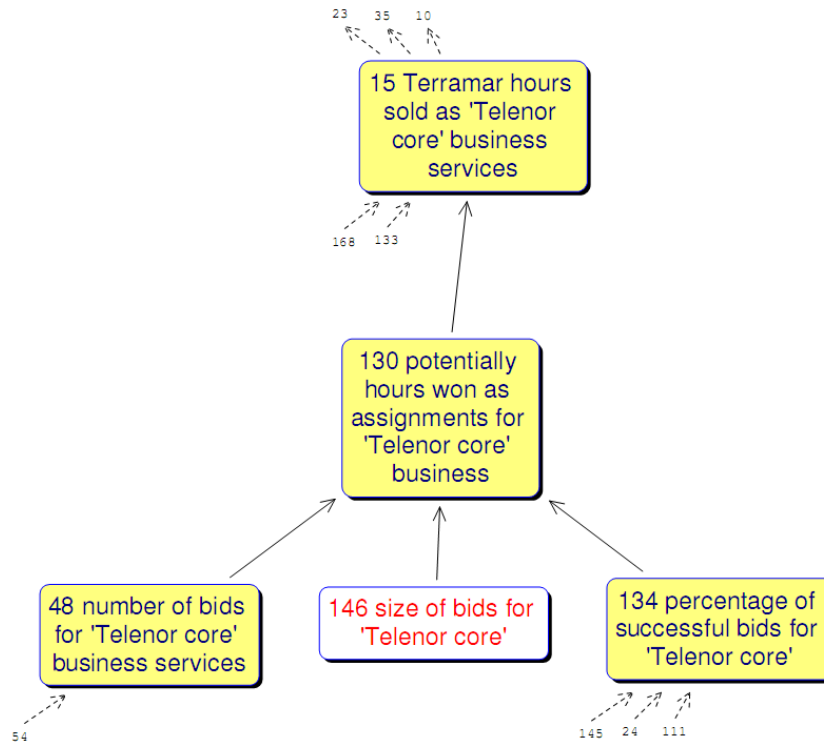 23 35 10
15 Terramar hours
sold as 'Telenor
core' business
services
168 133
130 potentially
hours won as
assignments for
'Telenor core'
business
48 number of bids
for 'Telenor core'
business services
146 size of bids for
'Telenor core'
134 percentage of
successful bids for
'Telenor core'
54
145 24 111